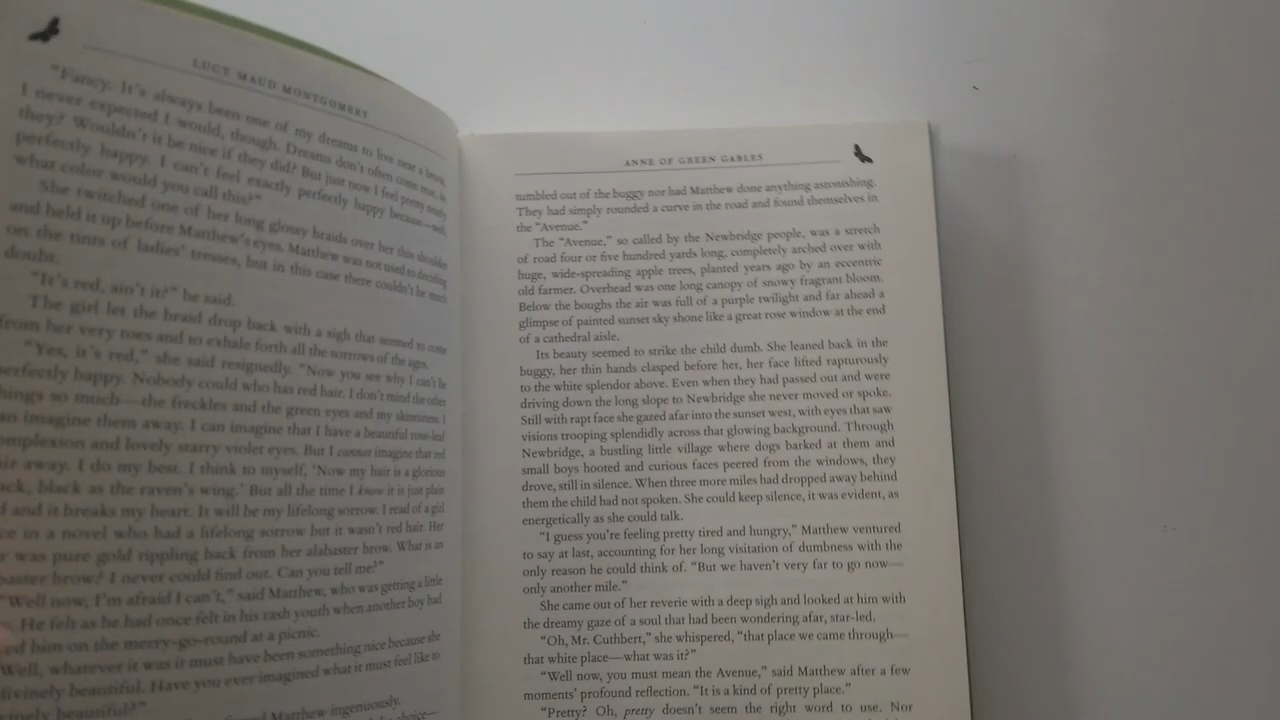 LUCY MAUD MONTGOMERY
"Fancy. It's always been one of my dreams to live near a brook.
I never expected I would, though. Dreams don't often come true, do
they? Wouldn't it be nice if they did? But just now I feel pretty nearly
perfectly happy. I can't feel exactly perfectly happy because—well,
what color would you call this?"
She twitched one of her long glossy braids over her thin shoulder
and held it up before Matthew's eyes. Matthew was not used to deciding
on the tints of ladies' tresses, but in this case there couldn't be much
doubt.
"It's red, ain't it?" he said.
The girl let the braid drop back with a sigh that seemed to come
from her very toes and to exhale forth all the sorrows of the ages.
"Yes, it's red," she said resignedly. "Now you see why I can't be
perfectly happy. Nobody could who has red hair. I don't mind the other
things so much—the freckles and the green eyes and my skinniness. I
an imagine them away. I can imagine that I have a beautiful rose-leaf
omplexion and lovely starry violet eyes. But I cannot imagine that red
air away. I do my best. I think to myself, 'Now my hair is a glorious
ack, black as the raven's wing.' But all the time I know it is just plain
d and it breaks my heart. It will be my lifelong sorrow. I read of a girl
ce in a novel who had a lifelong sorrow but it wasn't red hair. Her
r was pure gold rippling back from her alabaster brow. What is an
baster brow? I never could find out. Can you tell me?"
"Well now, I'm afraid I can't," said Matthew, who was getting a little
He felt as he had once felt in his rash youth when another boy had
ed him on the merry-go-round at a picnic.
Well, whatever it was it must have been something nice because she
divinely beautiful. Have you ever imagined what it must feel like to
vinely beautiful?"
Matthew ingenuously.
ANNE OF GREEN GABLES
tumbled out of the buggy nor had Matthew done anything astonishing.
They had simply rounded a curve in the road and found themselves in
the "Avenue."
The "Avenue," so called by the Newbridge people, was a stretch
of road four or five hundred yards long, completely arched over with
huge, wide-spreading apple trees, planted years ago by an eccentric
old farmer. Overhead was one long canopy of snowy fragrant bloom.
Below the boughs the air was full of a purple twilight and far ahead a
glimpse of painted sunset sky shone like a great rose window at the end
of a cathedral aisle.
Its beauty seemed to strike the child dumb. She leaned back in the
buggy, her thin hands clasped before her, her face lifted rapturously
to the white splendor above. Even when they had passed out and were
driving down the long slope to Newbridge she never moved or spoke.
Still with rapt face she gazed afar into the sunset west, with eyes that saw
visions trooping splendidly across that glowing background. Through
Newbridge, a bustling little village where dogs barked at them and
small boys hooted and curious faces peered from the windows, they
drove, still in silence. When three more miles had dropped away behind
them the child had not spoken. She could keep silence, it was evident, as
energetically as she could talk.
"I guess you're feeling pretty tired and hungry," Matthew ventured
to say at last, accounting for her long visitation of dumbness with the
only reason he could think of. "But we haven't very far to go now—
only another mile."
She came out of her reverie with a deep sigh and looked at him with
the dreamy gaze of a soul that had been wondering afar, star-led.
"Oh, Mr. Cuthbert," she whispered, "that place we came through—
that white place—what was it?"
"Well now, you must mean the Avenue," said Matthew after a few
moments' profound reflection. "It is a kind of pretty place."
"Pretty? Oh, pretty doesn't seem the right word to use. Nor